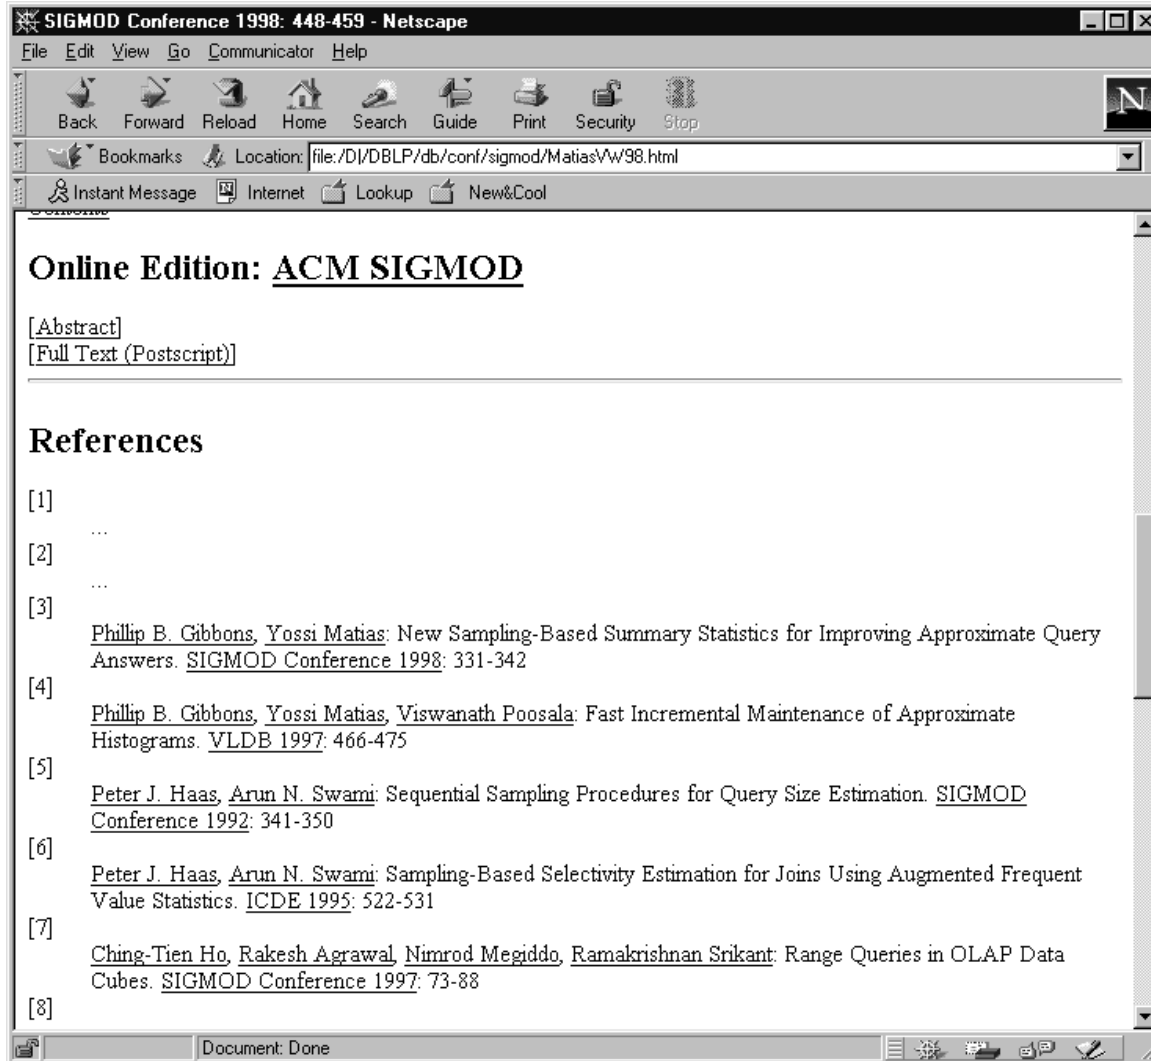 SIGMOD Conference 1998: 448-459 - Netscape
File Edit View Go Communicator Help
N
Back Forward Reload Home Search Guide Print Security Stop
Bookmarks Location: file:/D|/DBLP/db/conf/sigmod/MatiasVW98.html
Instant Message Internet Lookup New&Cool
Contents
Online Edition: ACM SIGMOD
[Abstract]
[Full Text (Postscript)]
References
[1]
...
[2]
...
[3]
Phillip B. Gibbons, Yossi Matias: New Sampling-Based Summary Statistics for Improving Approximate Query
Answers. SIGMOD Conference 1998: 331-342
[4]
Phillip B. Gibbons, Yossi Matias, Viswanath Poosala: Fast Incremental Maintenance of Approximate
Histograms. VLDB 1997: 466-475
[5]
Peter J. Haas, Arun N. Swami: Sequential Sampling Procedures for Query Size Estimation. SIGMOD
Conference 1992: 341-350
[6]
Peter J. Haas, Arun N. Swami: Sampling-Based Selectivity Estimation for Joins Using Augmented Frequent
Value Statistics. ICDE 1995: 522-531
[7]
Ching-Tien Ho, Rakesh Agrawal, Nimrod Megiddo, Ramakrishnan Srikant: Range Queries in OLAP Data
Cubes. SIGMOD Conference 1997: 73-88
[8]
Document: Done